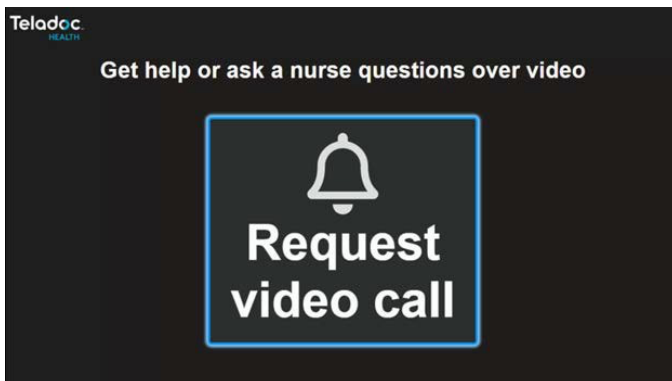 Teladoc
HEALTH
Get help or ask a nurse questions over video
Request
video call